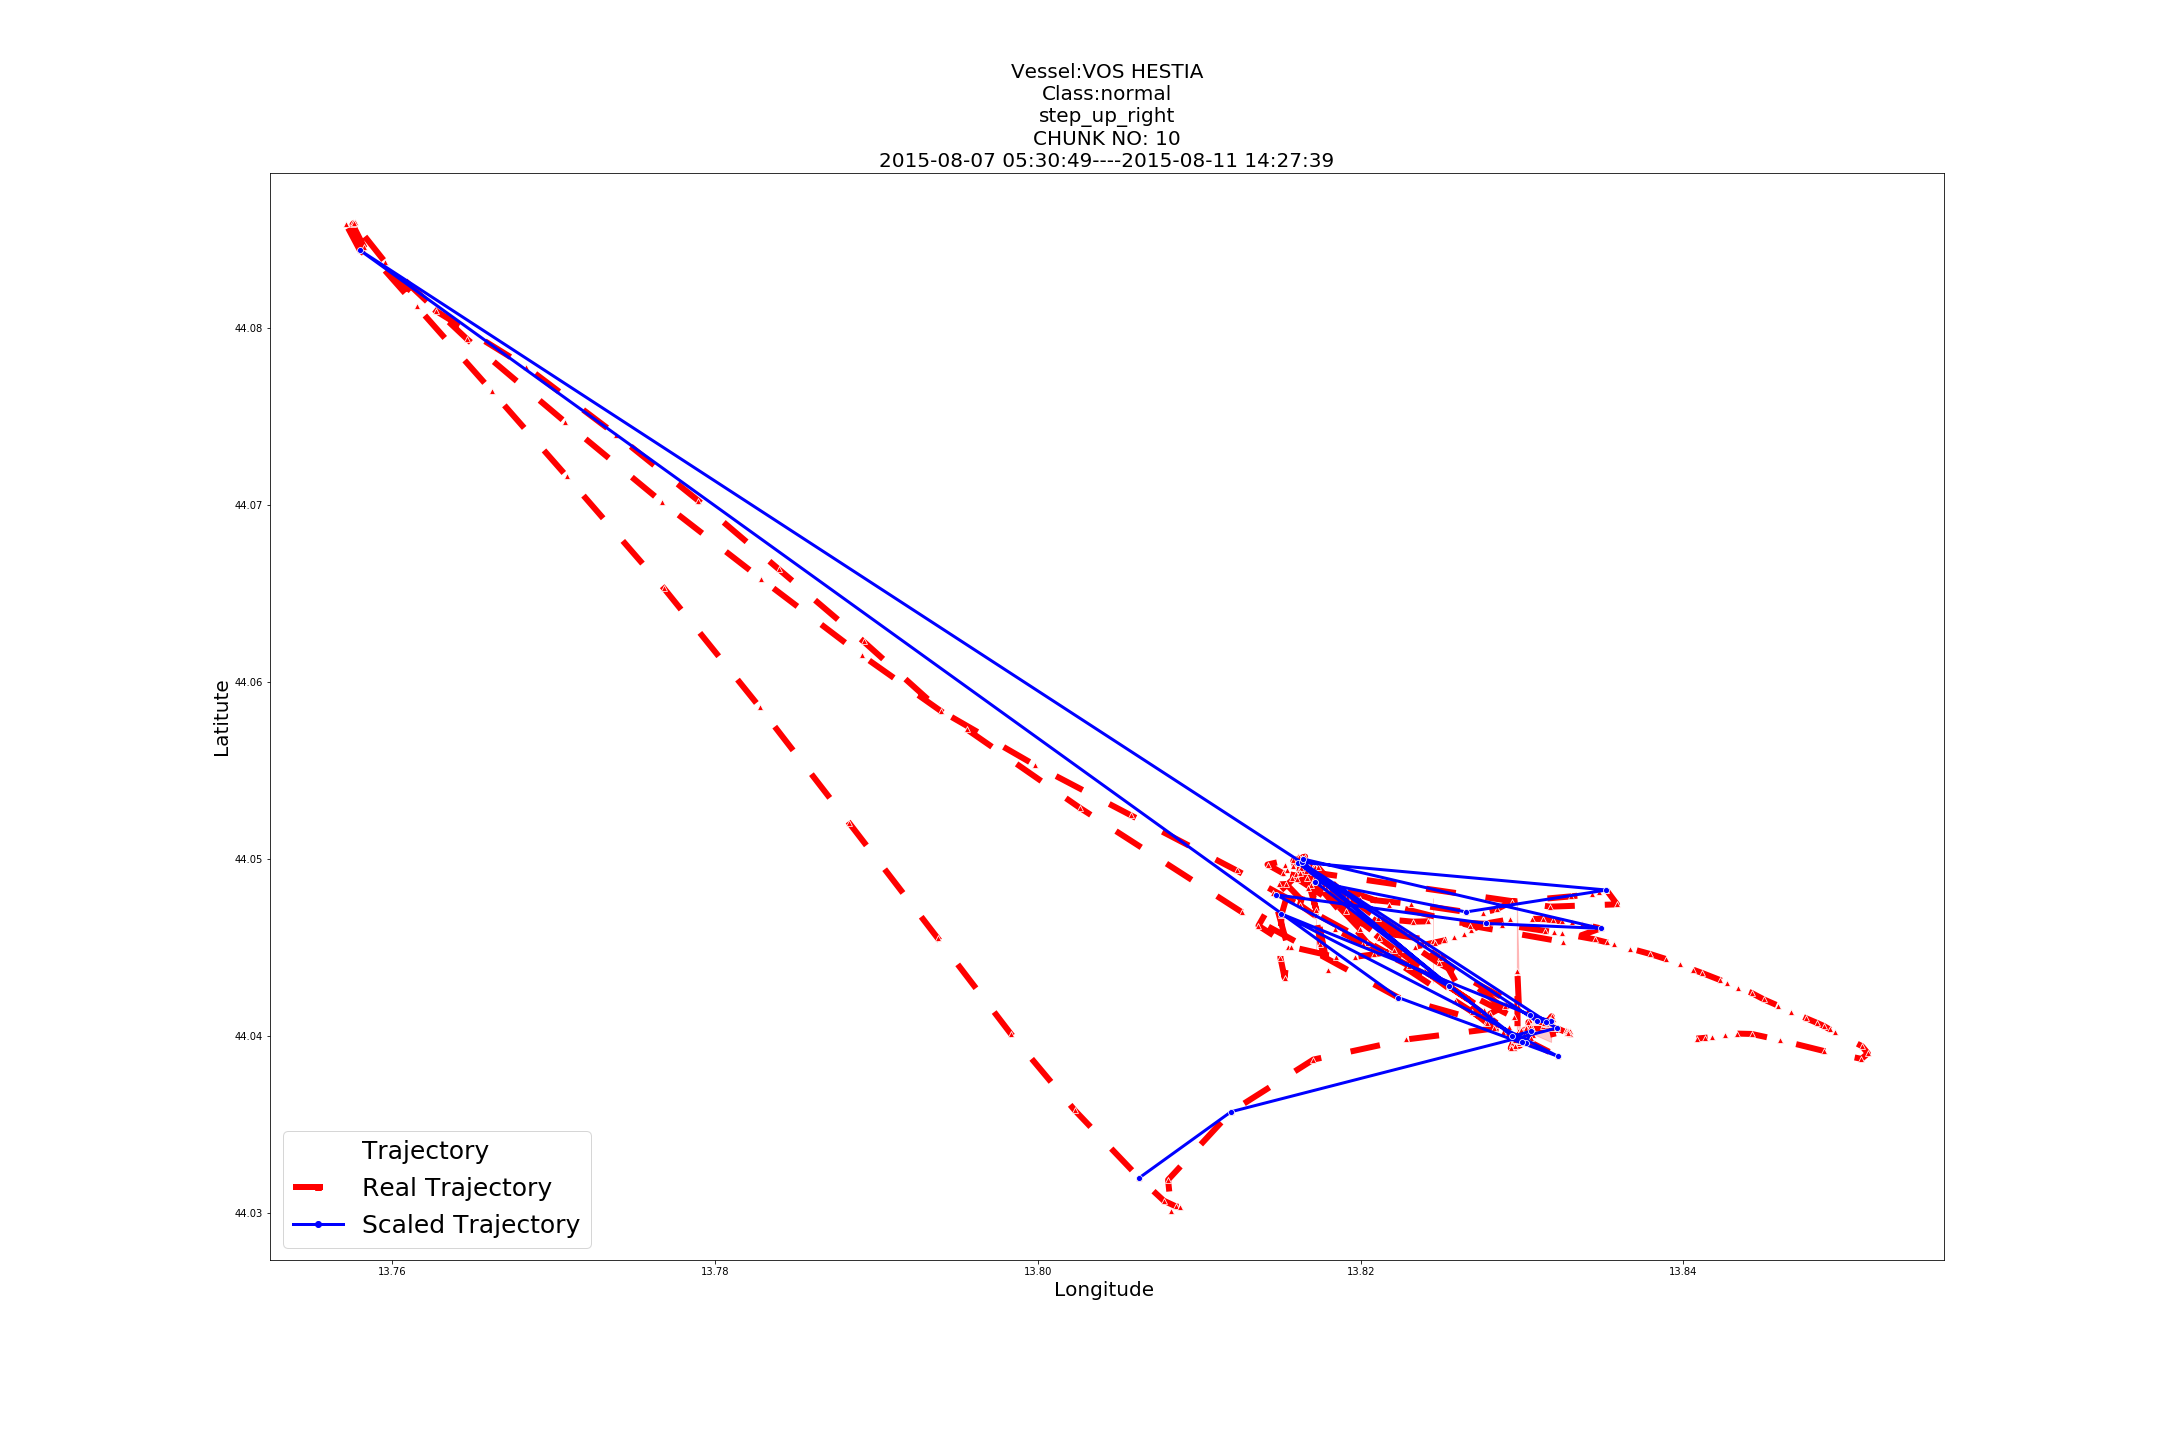 Vessel:VOS HESTIA
Class:normal
step_up_right
CHUNK NO: 10
2015-08-07 05:30:49----2015-08-11 14:27:39
44.08
44.07
44.06
44.05
44.04
44.03
Latitute
Trajectory
Real Trajectory
Scaled Trajectory
13.76
13.78
13.80
13.82
13.84
Longitude